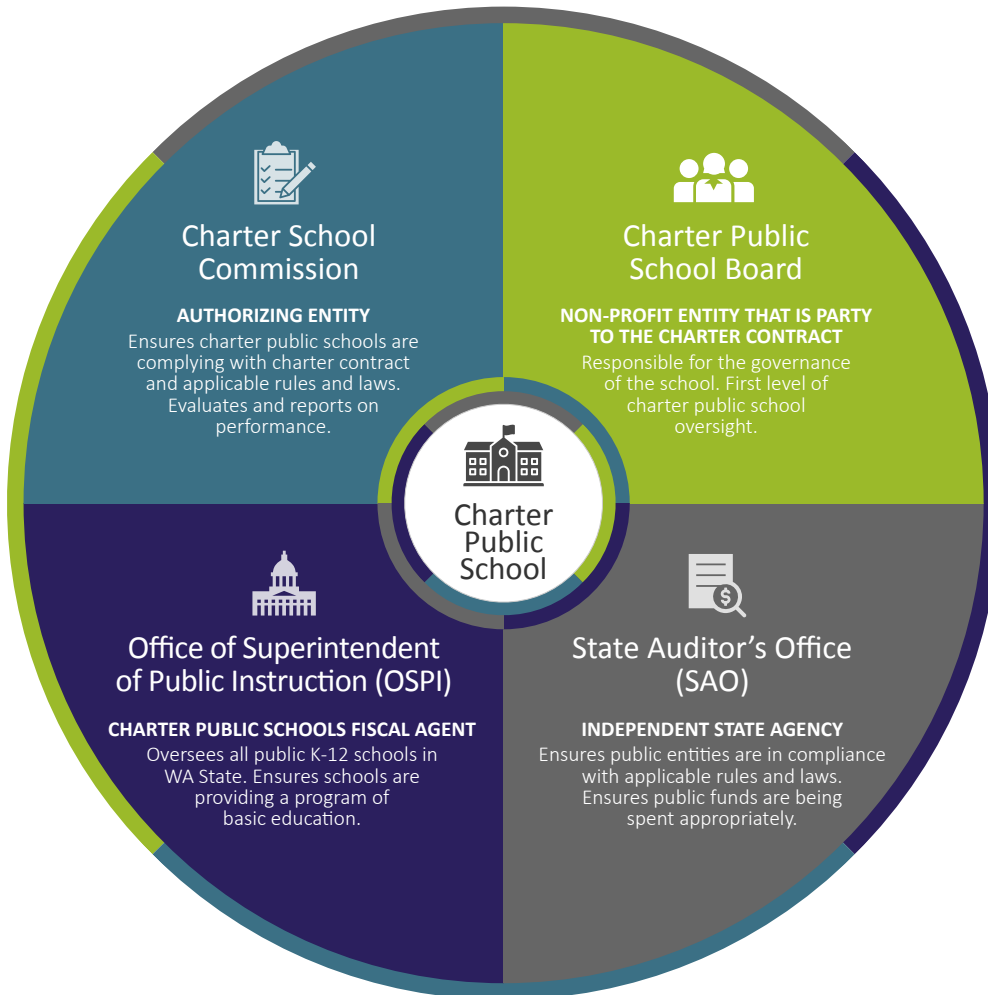 Charter School
Commission
AUTHORIZING ENTITY
Ensures charter public schools are
complying with charter contract
and applicable rules and laws.
Evaluates and reports on
performance.
Charter Public
School Board
NON-PROFIT ENTITY THAT IS PARTY
TO THE CHARTER CONTRACT
Responsible for the governance
of the school. First level of
charter public school
oversight.
Charter
Public
School
Office of Superintendent
of Public Instruction (OSPI)
CHARTER PUBLIC SCHOOLS FISCAL AGENT
Oversees all public K-12 schools in
WA State. Ensures schools are
providing a program of
basic education.
$
State Auditor’s Office
(SAO)
INDEPENDENT STATE AGENCY
Ensures public entities are in compliance
with applicable rules and laws.
Ensures public funds are being
spent appropriately.